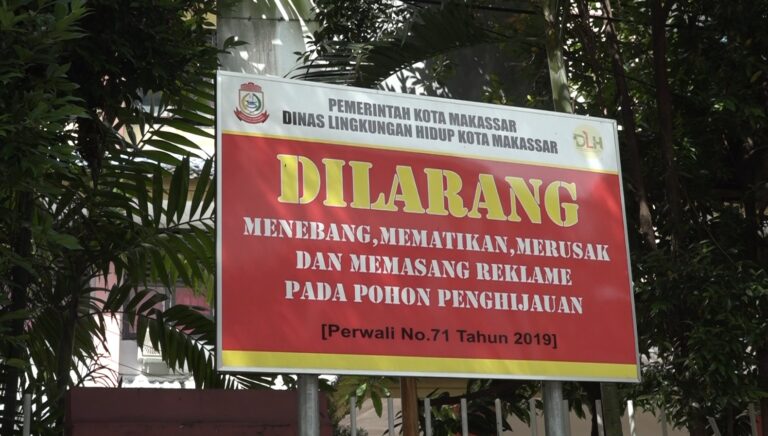 PEMERINTAH KOTA MAKASSAR
DINAS LINGKUNGAN HIDUP KOTA MAKASSAR
DLH
DILARANG
MENEBANG,MEMATIKAN,MERUSAK
DAN MEMASANG REKLAME
PADA POHON PENGHIJAUAN
[Perwali No.71 Tahun 2019]